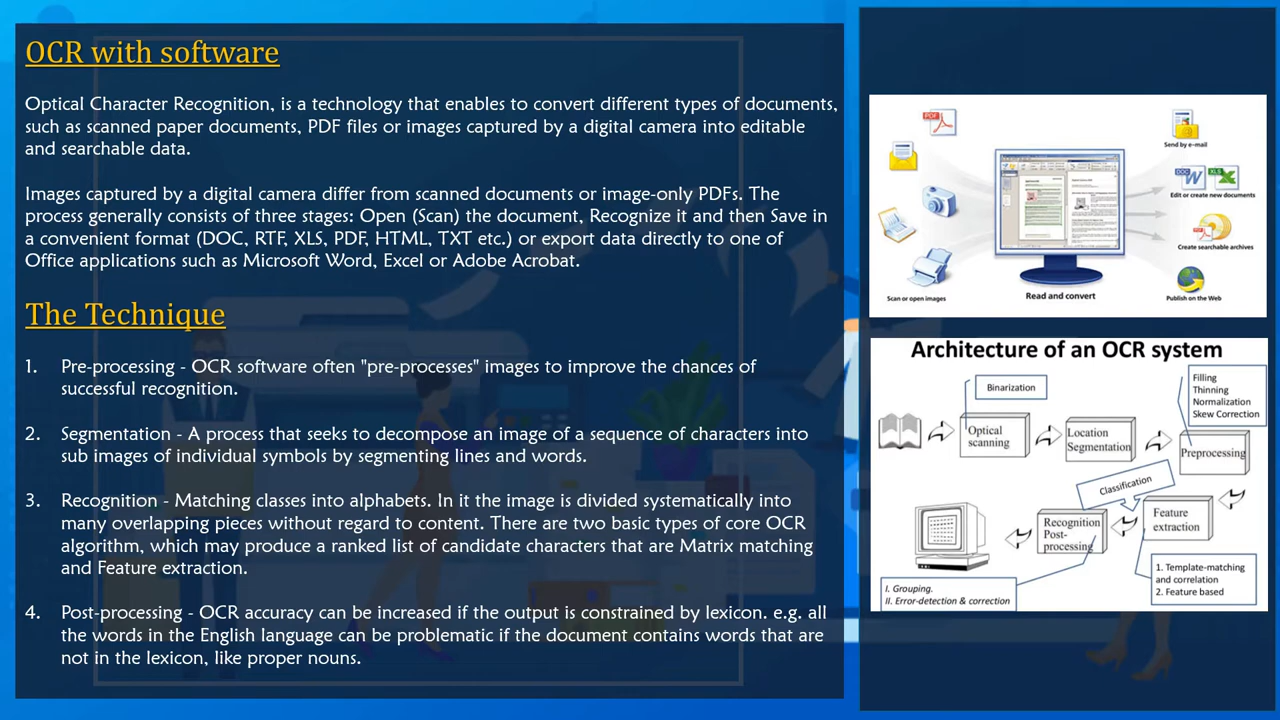 OCR with software
Optical Character Recognition, is a technology that enables to convert different types of documents,
such as scanned paper documents, PDF files or images captured by a digital camera into editable
and searchable data.
Images captured by a digital camera differ from scanned documents or image-only PDFs. The
process generally consists of three stages: Open (Scan) the document, Recognize it and then Save in
a convenient format (DOC, RTF, XLS, PDF, HTML, TXT etc.) or export data directly to one of
Office applications such as Microsoft Word, Excel or Adobe Acrobat.
The Technique
1. Pre-processing - OCR software often "pre-processes" images to improve the chances of
successful recognition.
2. Segmentation - A process that seeks to decompose an image of a sequence of characters into
sub images of individual symbols by segmenting lines and words.
3. Recognition - Matching classes into alphabets. In it the image is divided systematically into
many overlapping pieces without regard to content. There are two basic types of core OCR
algorithm, which may produce a ranked list of candidate characters that are Matrix matching
and Feature extraction.
4. Post-processing - OCR accuracy can be increased if the output is constrained by lexicon. e.g. all
the words in the English language can be problematic if the document contains words that are
not in the lexicon, like proper nouns.
PDF
Scan or open images
Read and convert
Send by e-mail
DOC
XLS
Edit or create new documents
PDF
Create searchable archives
Publish on the Web
Architecture of an OCR system
Binarization
Filling
Thinning
Normalization
Skew Correction
Optical
scanning
Location
Segmentation
Preprocessing
Classification
Feature
extraction
Recognition
Post-
processing
1. Template-matching
and correlation
2. Feature based
I. Grouping.
II. Error-detection & correction